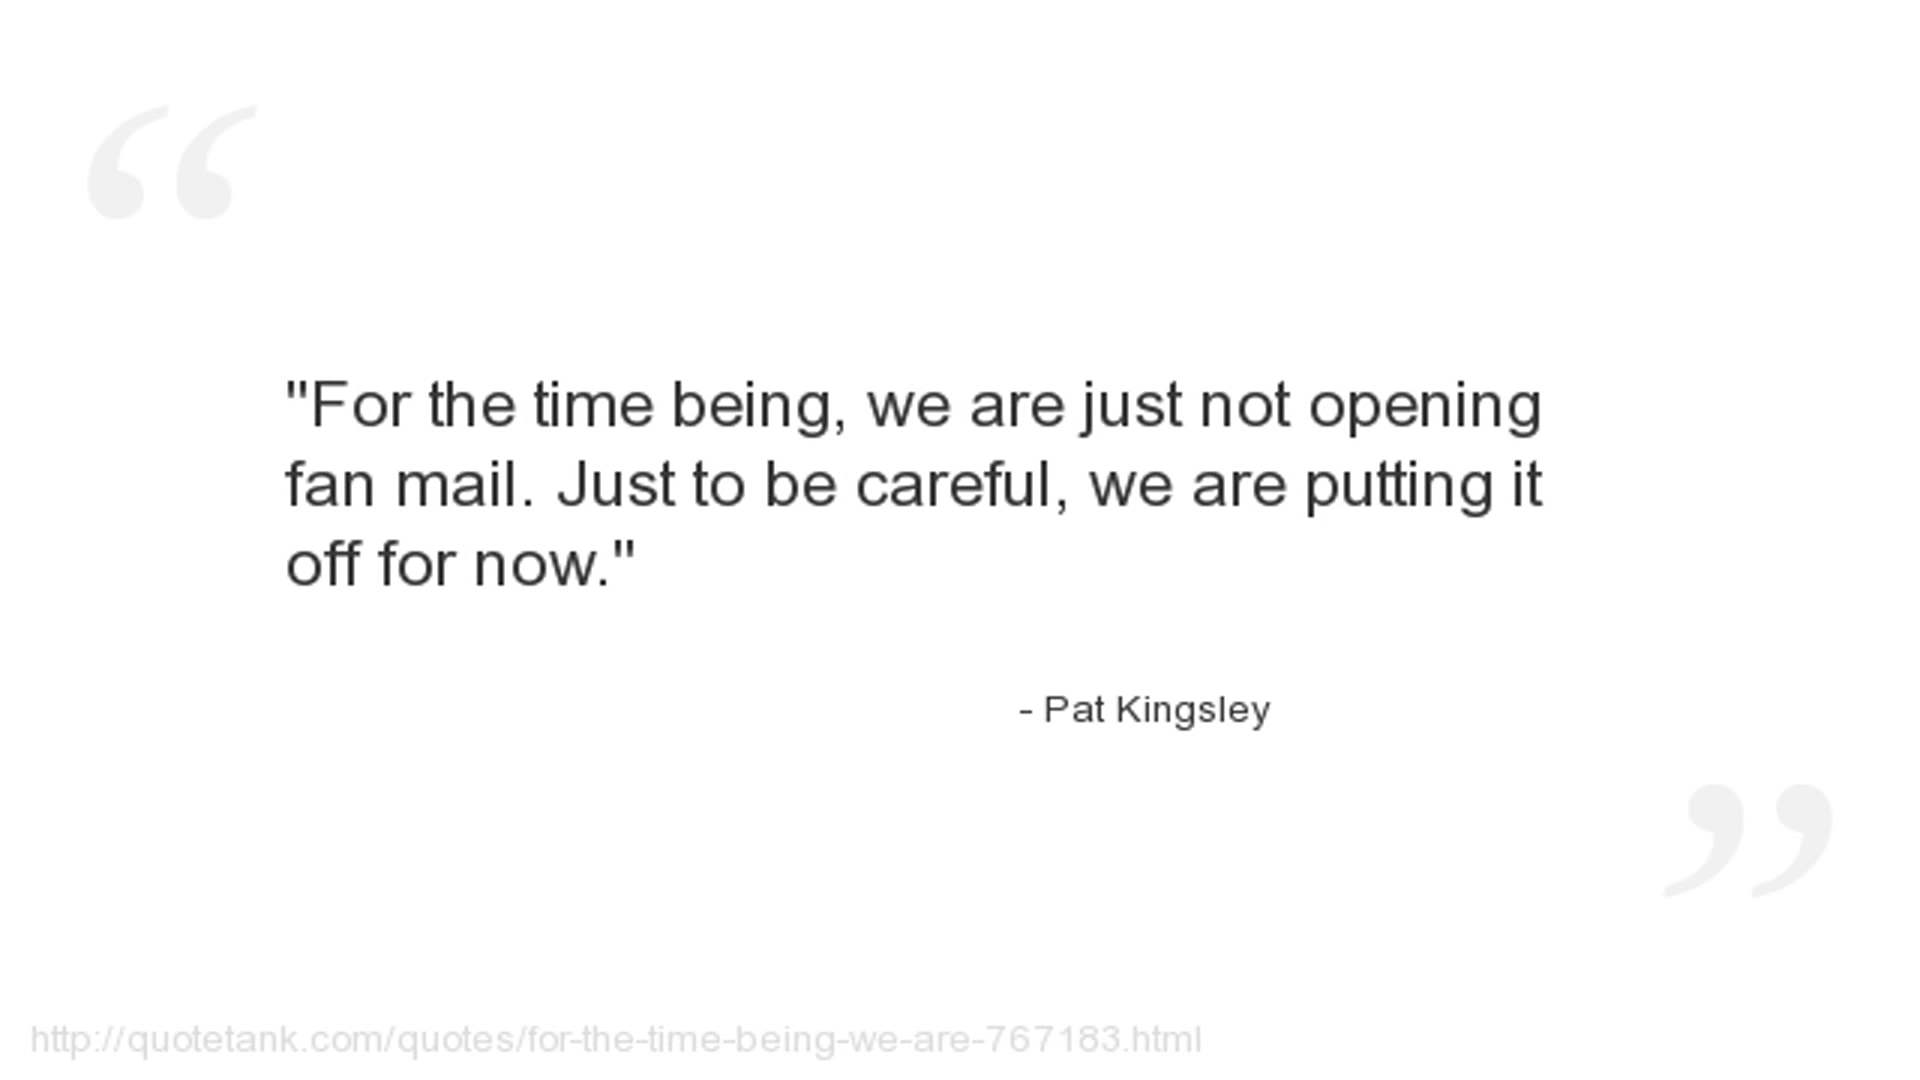 "For the time being, we are just not opening
fan mail. Just to be careful, we are putting it
off for now."
- Pat Kingsley
http://quotetank.com/quotes/for-the-time-being-we-are-767183.html